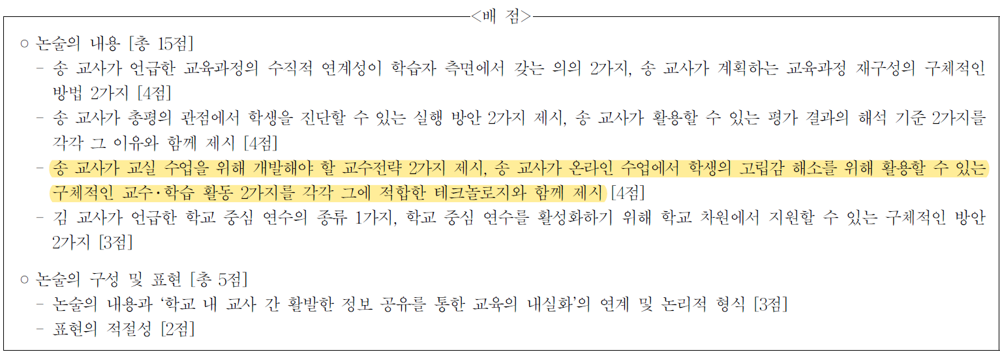 <배 점>
○ 논술의 내용 [총 15점]
- 송 교사가 언급한 교육과정의 수직적 연계성이 학습자 측면에서 갖는 의의 2가지, 송 교사가 계획하는 교육과정 재구성의 구체적인
방법 2가지 [4점]
- 송 교사가 총평의 관점에서 학생을 진단할 수 있는 실행 방안 2가지 제시, 송 교사가 활용할 수 있는 평가 결과의 해석 기준 2가지를
각각 그 이유와 함께 제시 [4점]
- 송 교사가 교실 수업을 위해 개발해야 할 교수전략 2가지 제시, 송 교사가 온라인 수업에서 학생의 고립감 해소를 위해 활용할 수 있는
구체적인 교수·학습 활동 2가지를 각각 그에 적합한 테크놀로지와 함께 제시 [4점]
- 김 교사가 언급한 학교 중심 연수의 종류 1가지, 학교 중심 연수를 활성화하기 위해 학교 차원에서 지원할 수 있는 구체적인 방안
2가지 [3점]
○ 논술의 구성 및 표현 [총 5점]
- 논술의 내용과 ‘학교 내 교사 간 활발한 정보 공유를 통한 교육의 내실화’의 연계 및 논리적 형식 [3점]
- 표현의 적절성 [2점]